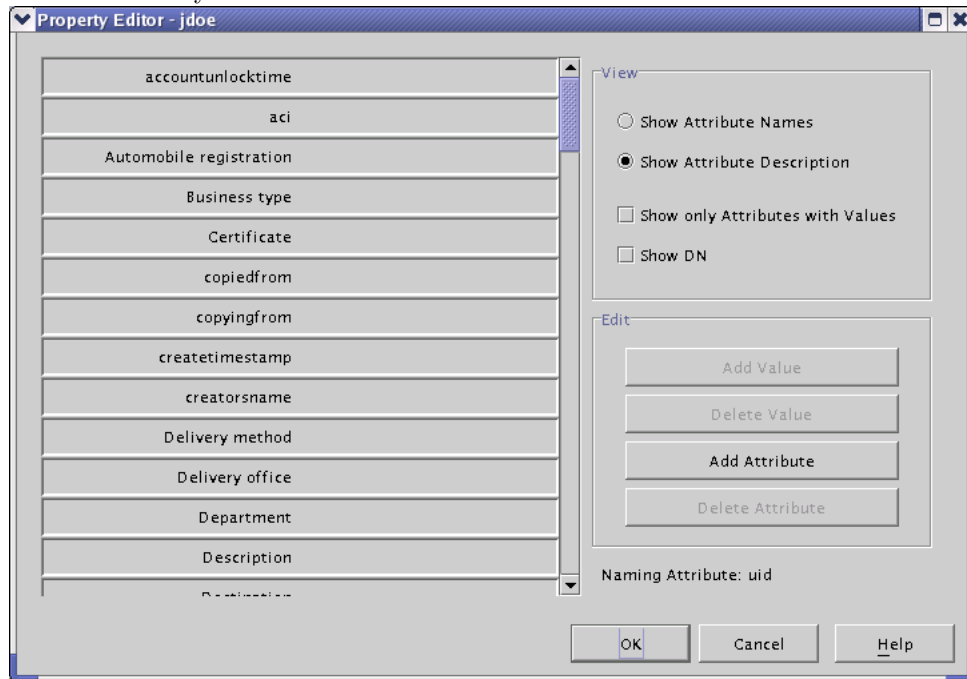 Property Editor - jdoe
accountunlocktime
aci
Automobile registration
Business type
Certificate
copiedfrom
copyingfrom
createtimestamp
creatorsname
Delivery method
Delivery office
Department
Description
View
Show Attribute Names
Show Attribute Description
Show only Attributes with Values
Show DN
Edit
Add Value
Delete Value
Add Attribute
Delete Attribute
Naming Attribute: uid
OK
Cancel
Help